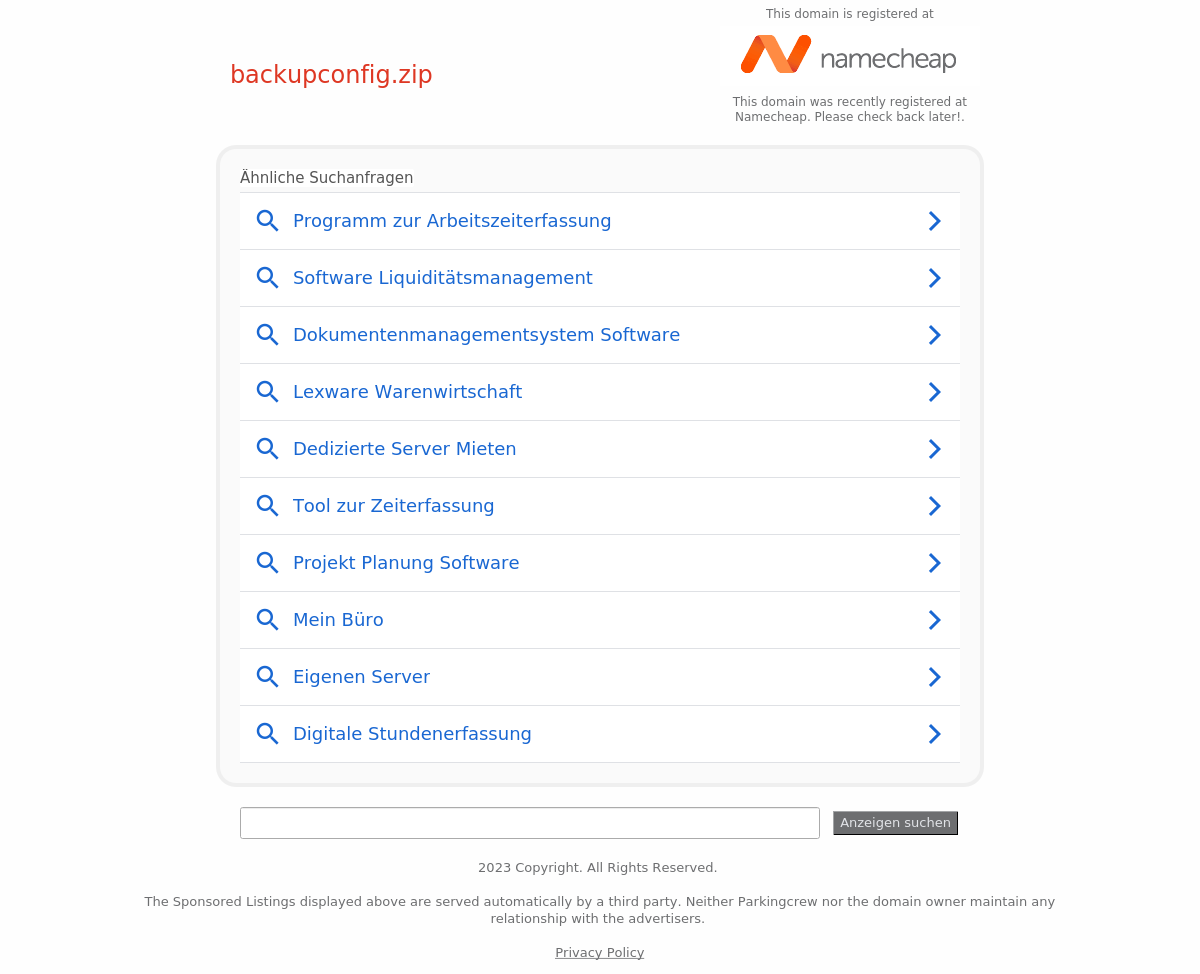 This domain is registered at
namecheap
backupconfig.zip
This domain was recently registered at
Namecheap. Please check back later!.
Ähnliche Suchanfragen
Programm zur Arbeitszeiterfassung
Software Liquiditätsmanagement
Dokumentenmanagementsystem Software
Lexware Warenwirtschaft
Dedizierte Server Mieten
Tool zur Zeiterfassung
Projekt Planung Software
Mein Büro
Eigenen Server
Digitale Stundenerfassung
Anzeigen suchen
2023 Copyright. All Rights Reserved.
The Sponsored Listings displayed above are served automatically by a third party. Neither Parkingcrew nor the domain owner maintain any
relationship with the advertisers.
Privacy Policy